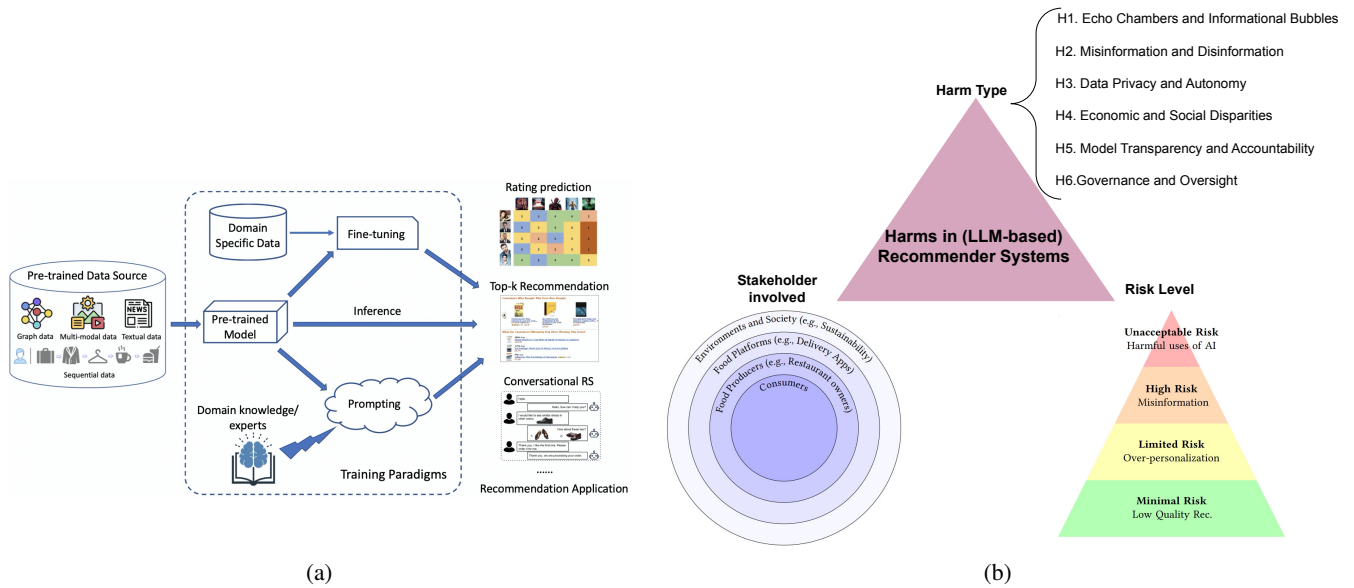 Rating prediction
Domain
Specific Data
Fine-tuning
Pre-trained Data Source
NEWS
Graph data
Multi-modal data
Textual data
Sequential data
Pre-trained
Model
Inference
Top-k Recommendation
Prompting
Domain knowledge/
experts
Training Paradigms
Conversational RS
......
Recommendation Application
(a)
Harm Type
H1. Echo Chambers and Informational Bubbles
H2. Misinformation and Disinformation
H3. Data Privacy and Autonomy
H4. Economic and Social Disparities
H5. Model Transparency and Accountability
H6.Governance and Oversight
Harms in (LLM-based)
Recommender Systems
Stakeholder
involved
Environments and Society (e.g., Sustainability)
Food Platforms (e.g., Delivery Apps)
Food Producers (e.g., Restaurant owners)
Consumers
Risk Level
Unacceptable Risk
Harmful uses of AI
High Risk
Misinformation
Limited Risk
Over-personalization
Minimal Risk
Low Quality Rec.
(b)